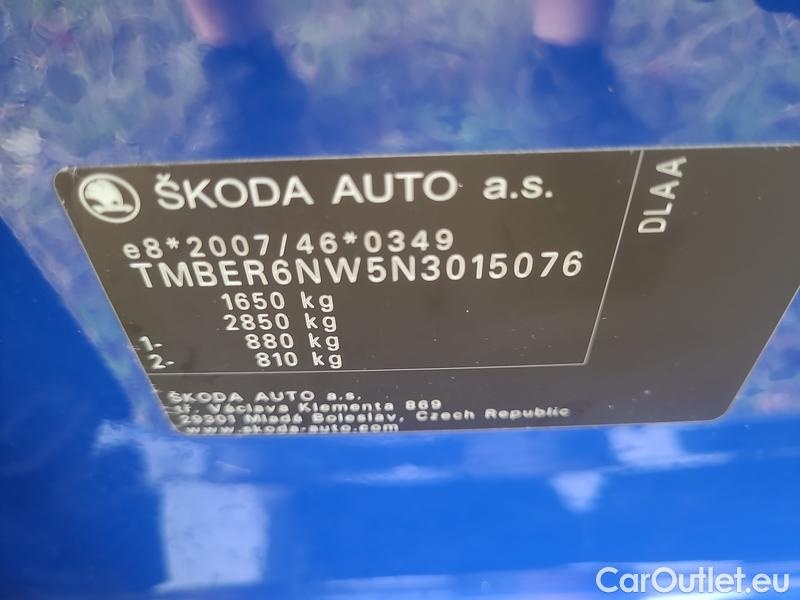 ŠKODA AUTO a.s.
DLAA
e8*2007/46*0349
TMBER6NW5N3015076
1650 kg
2850 kg
1- 880 kg
2- 810 kg
ŠKODA AUTO a.s.
tř. Václava Klementa 869
29301 Mladá Boleslav, Czech Republic
www.skoda-auto.com
CarOutlet.eu